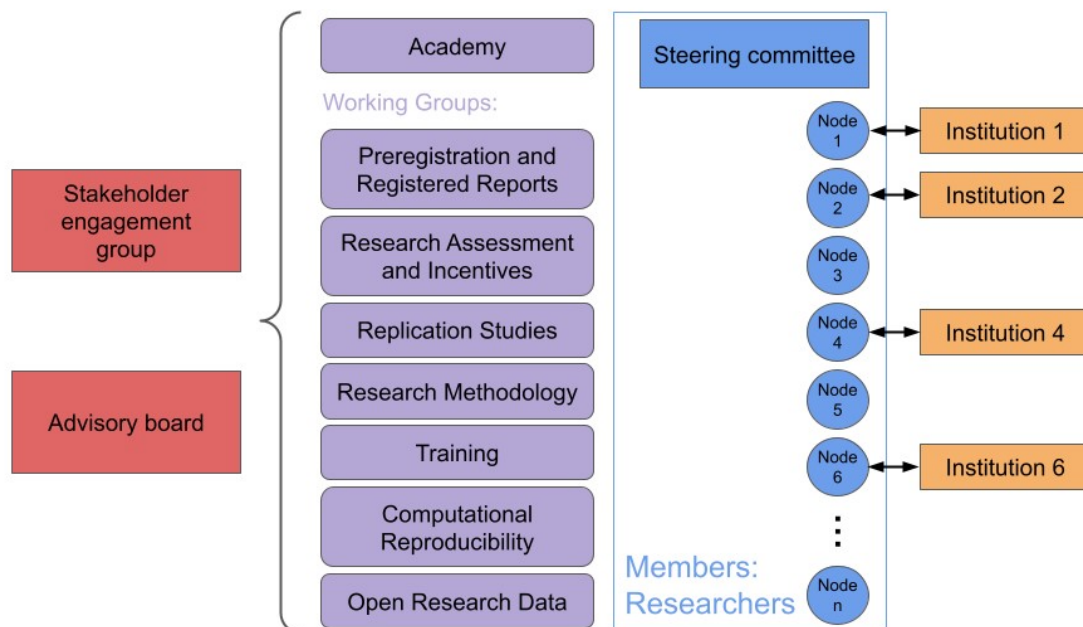 Stakeholder
engagement
group
Advisory board
Academy
Working Groups:
Preregistration and
Registered Reports
Research Assessment
and Incentives
Replication Studies
Research Methodology
Training
Computational
Reproducibility
Open Research Data
Steering committee
Node
1
Node
2
Node
3
Node
4
Node
5
Node
6
Node
n
Members:
Researchers
Institution 1
Institution 2
Institution 4
Institution 6